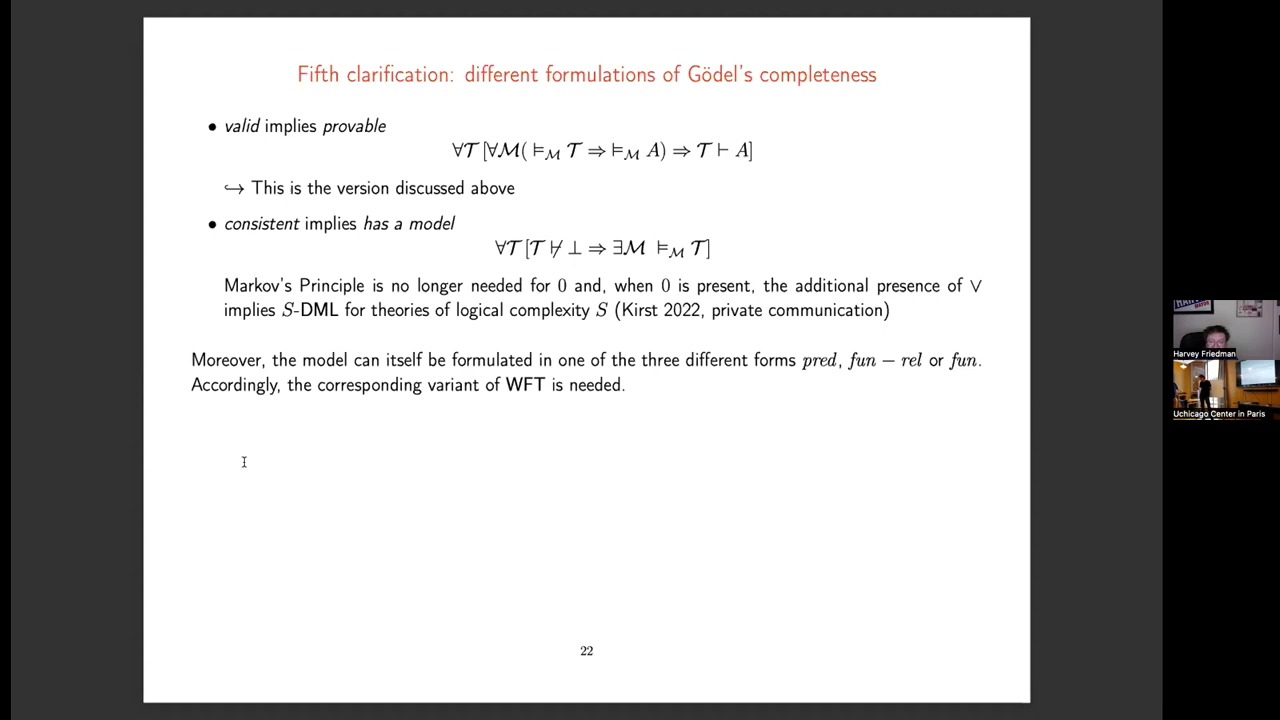 Fifth clarification: different formulations of Gödel's completeness
• valid implies provable
∀𝒯 [∀ℳ( ⊨ℳ 𝒯 ⇒ ⊨ℳ A) ⇒ 𝒯 ⊢ A]
↪ This is the version discussed above
• consistent implies has a model
∀𝒯 [𝒯 ⊬ ⊥ ⇒ ∃ℳ ⊨ℳ 𝒯]
Markov's Principle is no longer needed for 0 and, when 0 is present, the additional presence of ∨
implies S-DML for theories of logical complexity S (Kirst 2022, private communication)
Moreover, the model can itself be formulated in one of the three different forms pred, fun − rel or fun.
Accordingly, the corresponding variant of WFT is needed.
22
Harvey Friedman
Uchicago Center in Paris